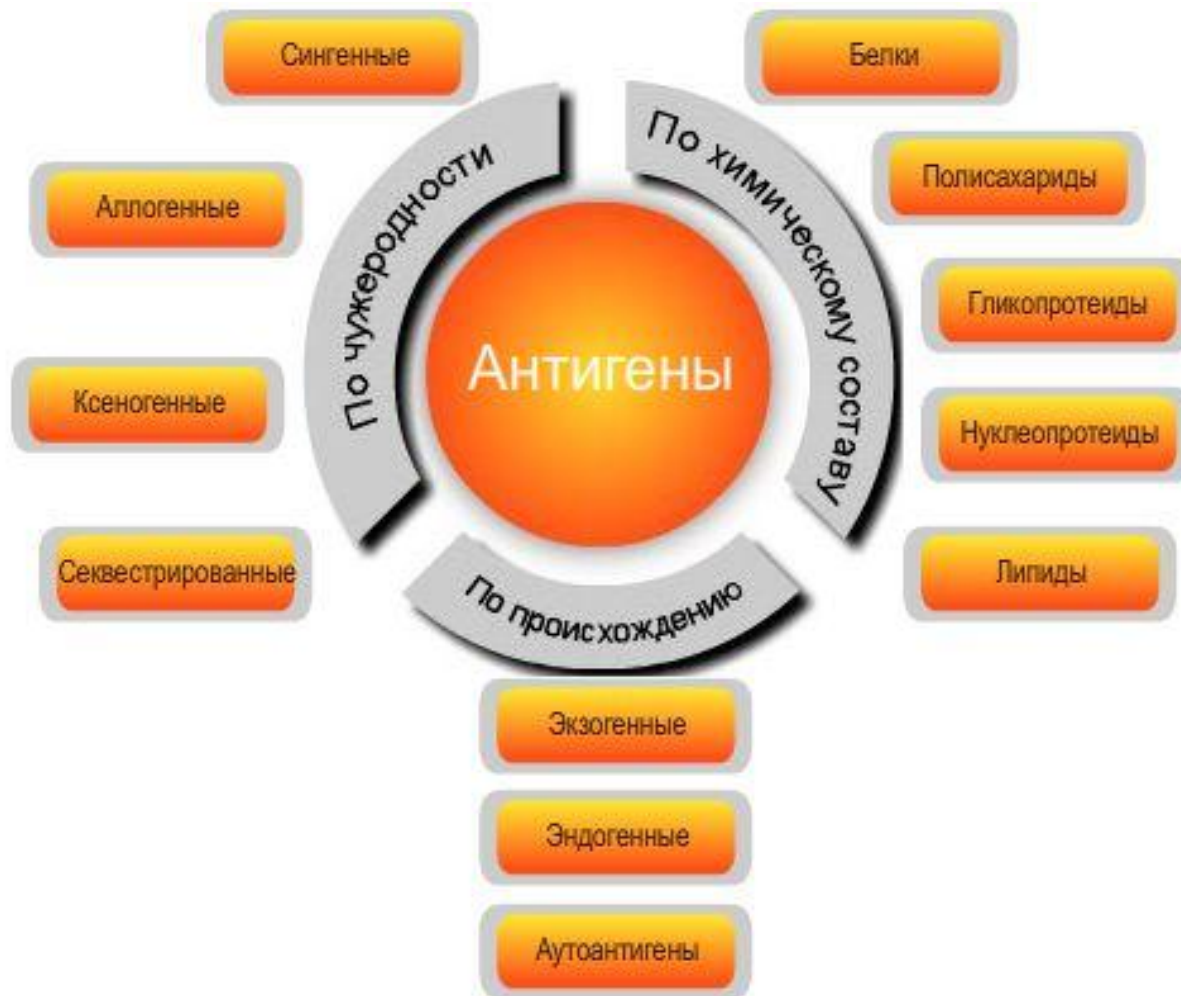 Антигены
По чужеродности
Сингенные
Аллогенные
Ксеногенные
Секвестрированные
По химическому составу
Белки
Полисахариды
Гликопротеиды
Нуклеопротеиды
Липиды
По происхождению
Экзогенные
Эндогенные
Аутоантигены